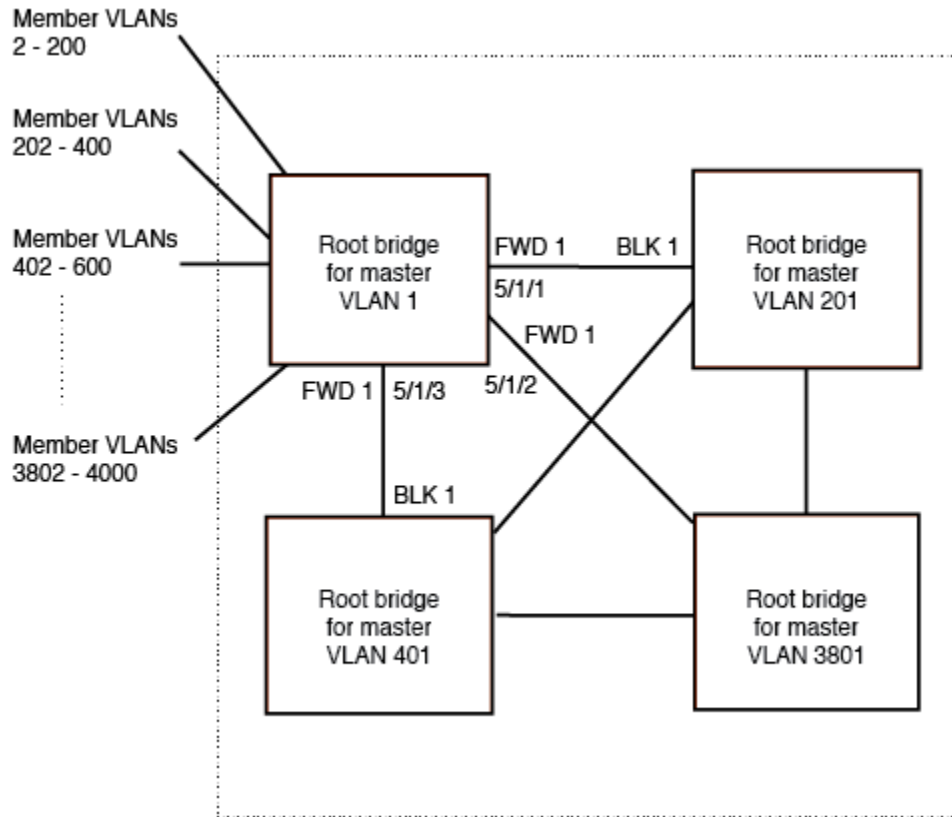 Member VLANs
2 - 200
Member VLANs
202 - 400
Member VLANs
402 - 600
Member VLANs
3802 - 4000
Root bridge
for master
VLAN 1
FWD 1
BLK 1
5/1/1
FWD 1
5/1/2
FWD 1
5/1/3
BLK 1
Root bridge
for master
VLAN 201
Root bridge
for master
VLAN 401
Root bridge
for master
VLAN 3801